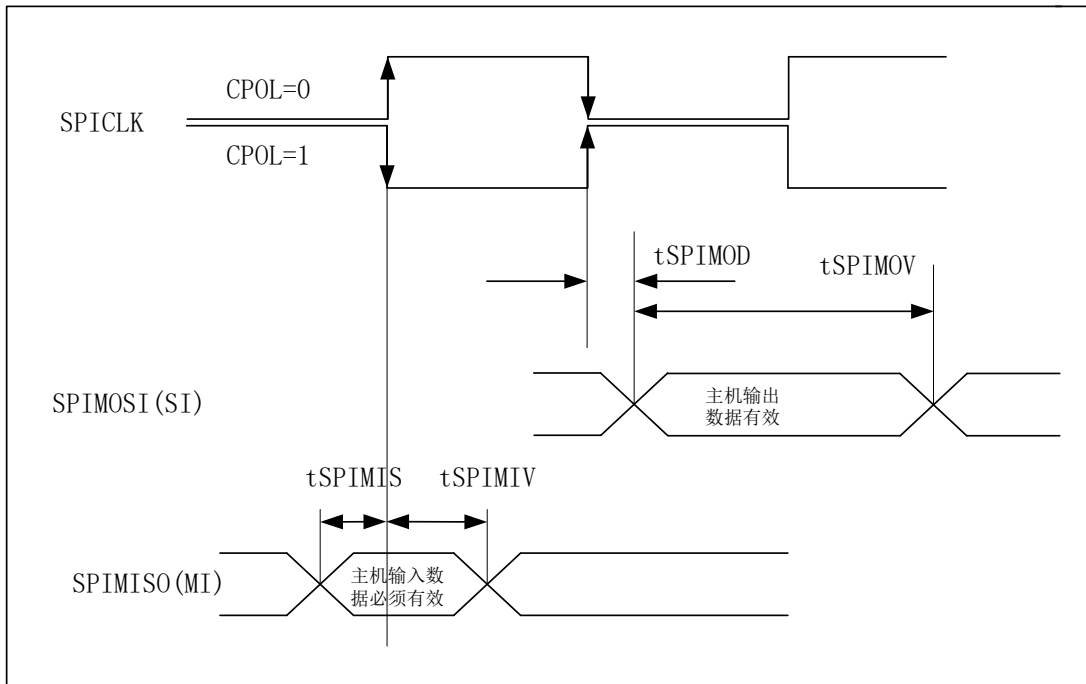 CPOL=0
SPICLK
CPOL=1
tSPIMOD
tSPIMOV
SPIMOSI(SI)
主机输出
数据有效
tSPIMIS
tSPIMIV
SPIMISO(MI)
主机输入数
据必须有效